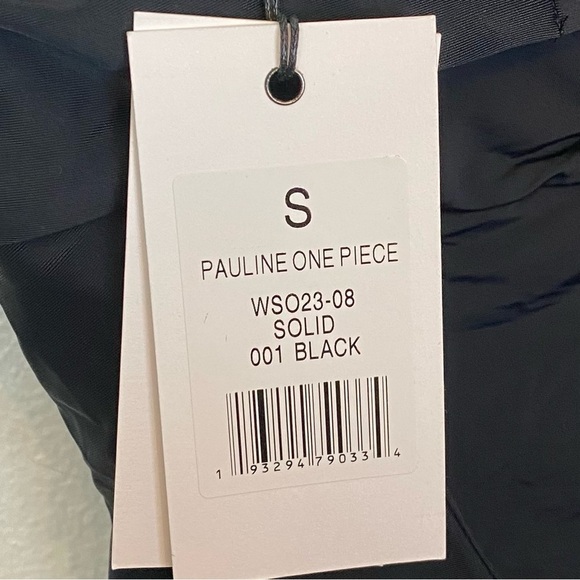 S
PAULINE ONE PIECE
WSO23-08
SOLID
001 BLACK
1 93294 79033 4